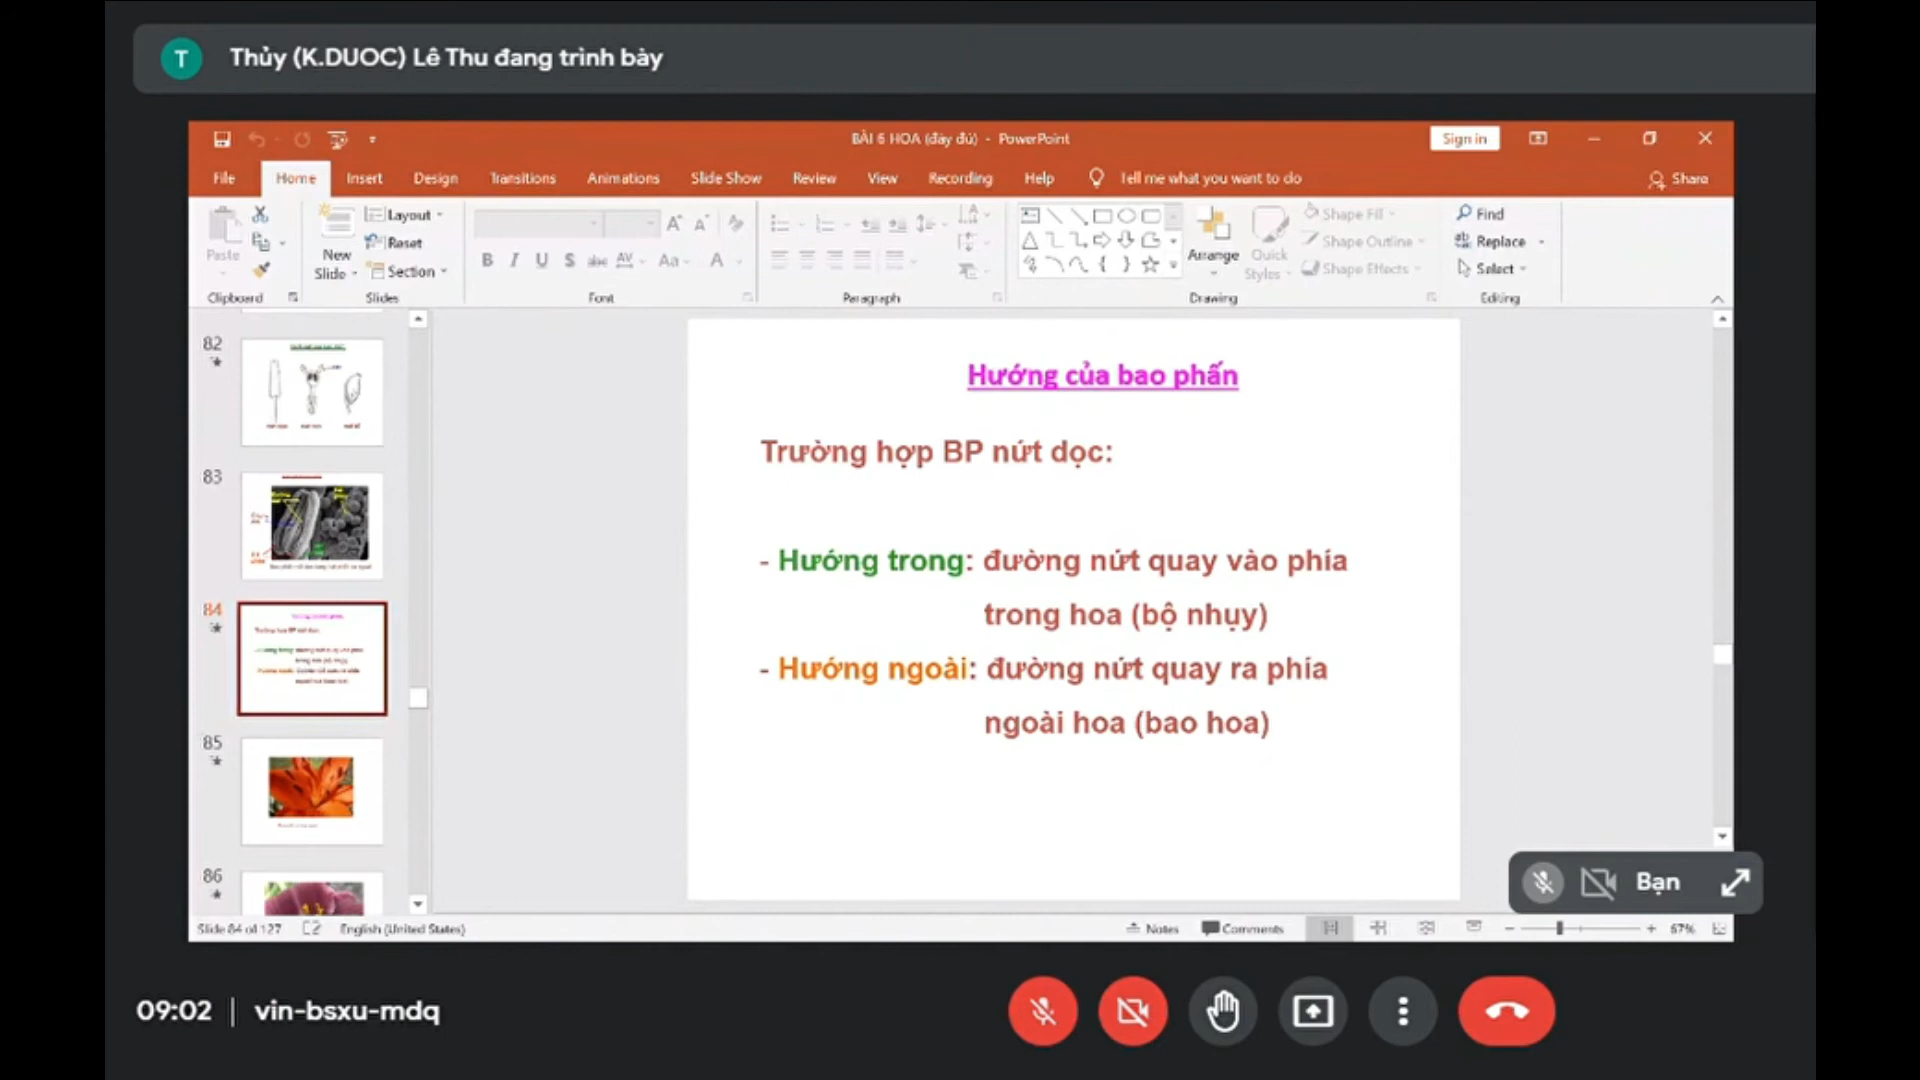 T Thủy (K.DUOC) Lê Thu đang trình bày
BÀI 6 HOA (đầy đủ) - PowerPoint
Sign in
File Home Insert Design Transitions Animations Slide Show Review View Recording Help Tell me what you want to do Share
Paste
New Slide
Layout
Reset
Section
B I U S abc AV Aa A
Arrange
Quick Styles
Shape Fill
Shape Outline
Shape Effects
Find
Replace
Select
Clipboard Slides Font Paragraph Drawing Editing
82
83
84
85
86
Hướng của bao phấn
Trường hợp BP nứt dọc:
- Hướng trong: đường nứt quay vào phía
trong hoa (bộ nhụy)
- Hướng ngoài: đường nứt quay ra phía
ngoài hoa (bao hoa)
Bạn
Slide 84 of 127 English (United States) Notes Comments 67%
09:02 | vin-bsxu-mdq